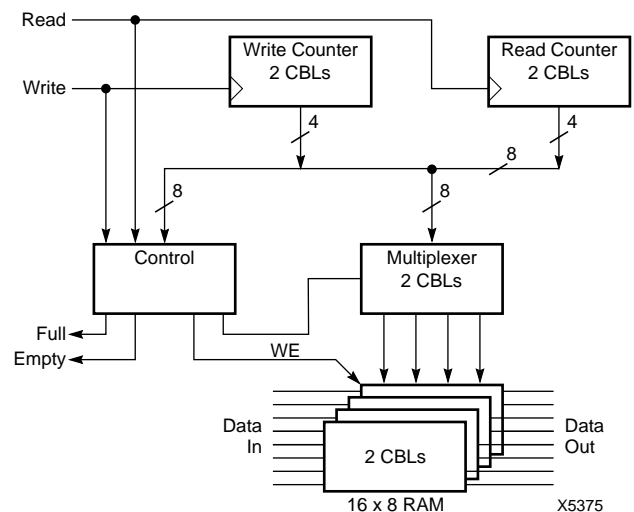 Read
Write Counter
2 CBLs
Read Counter
2 CBLs
Write
4
4
8
8
8
Control
Multiplexer
2 CBLs
Full
Empty
WE
Data
In
Data
Out
2 CBLs
16 x 8 RAM
X5375